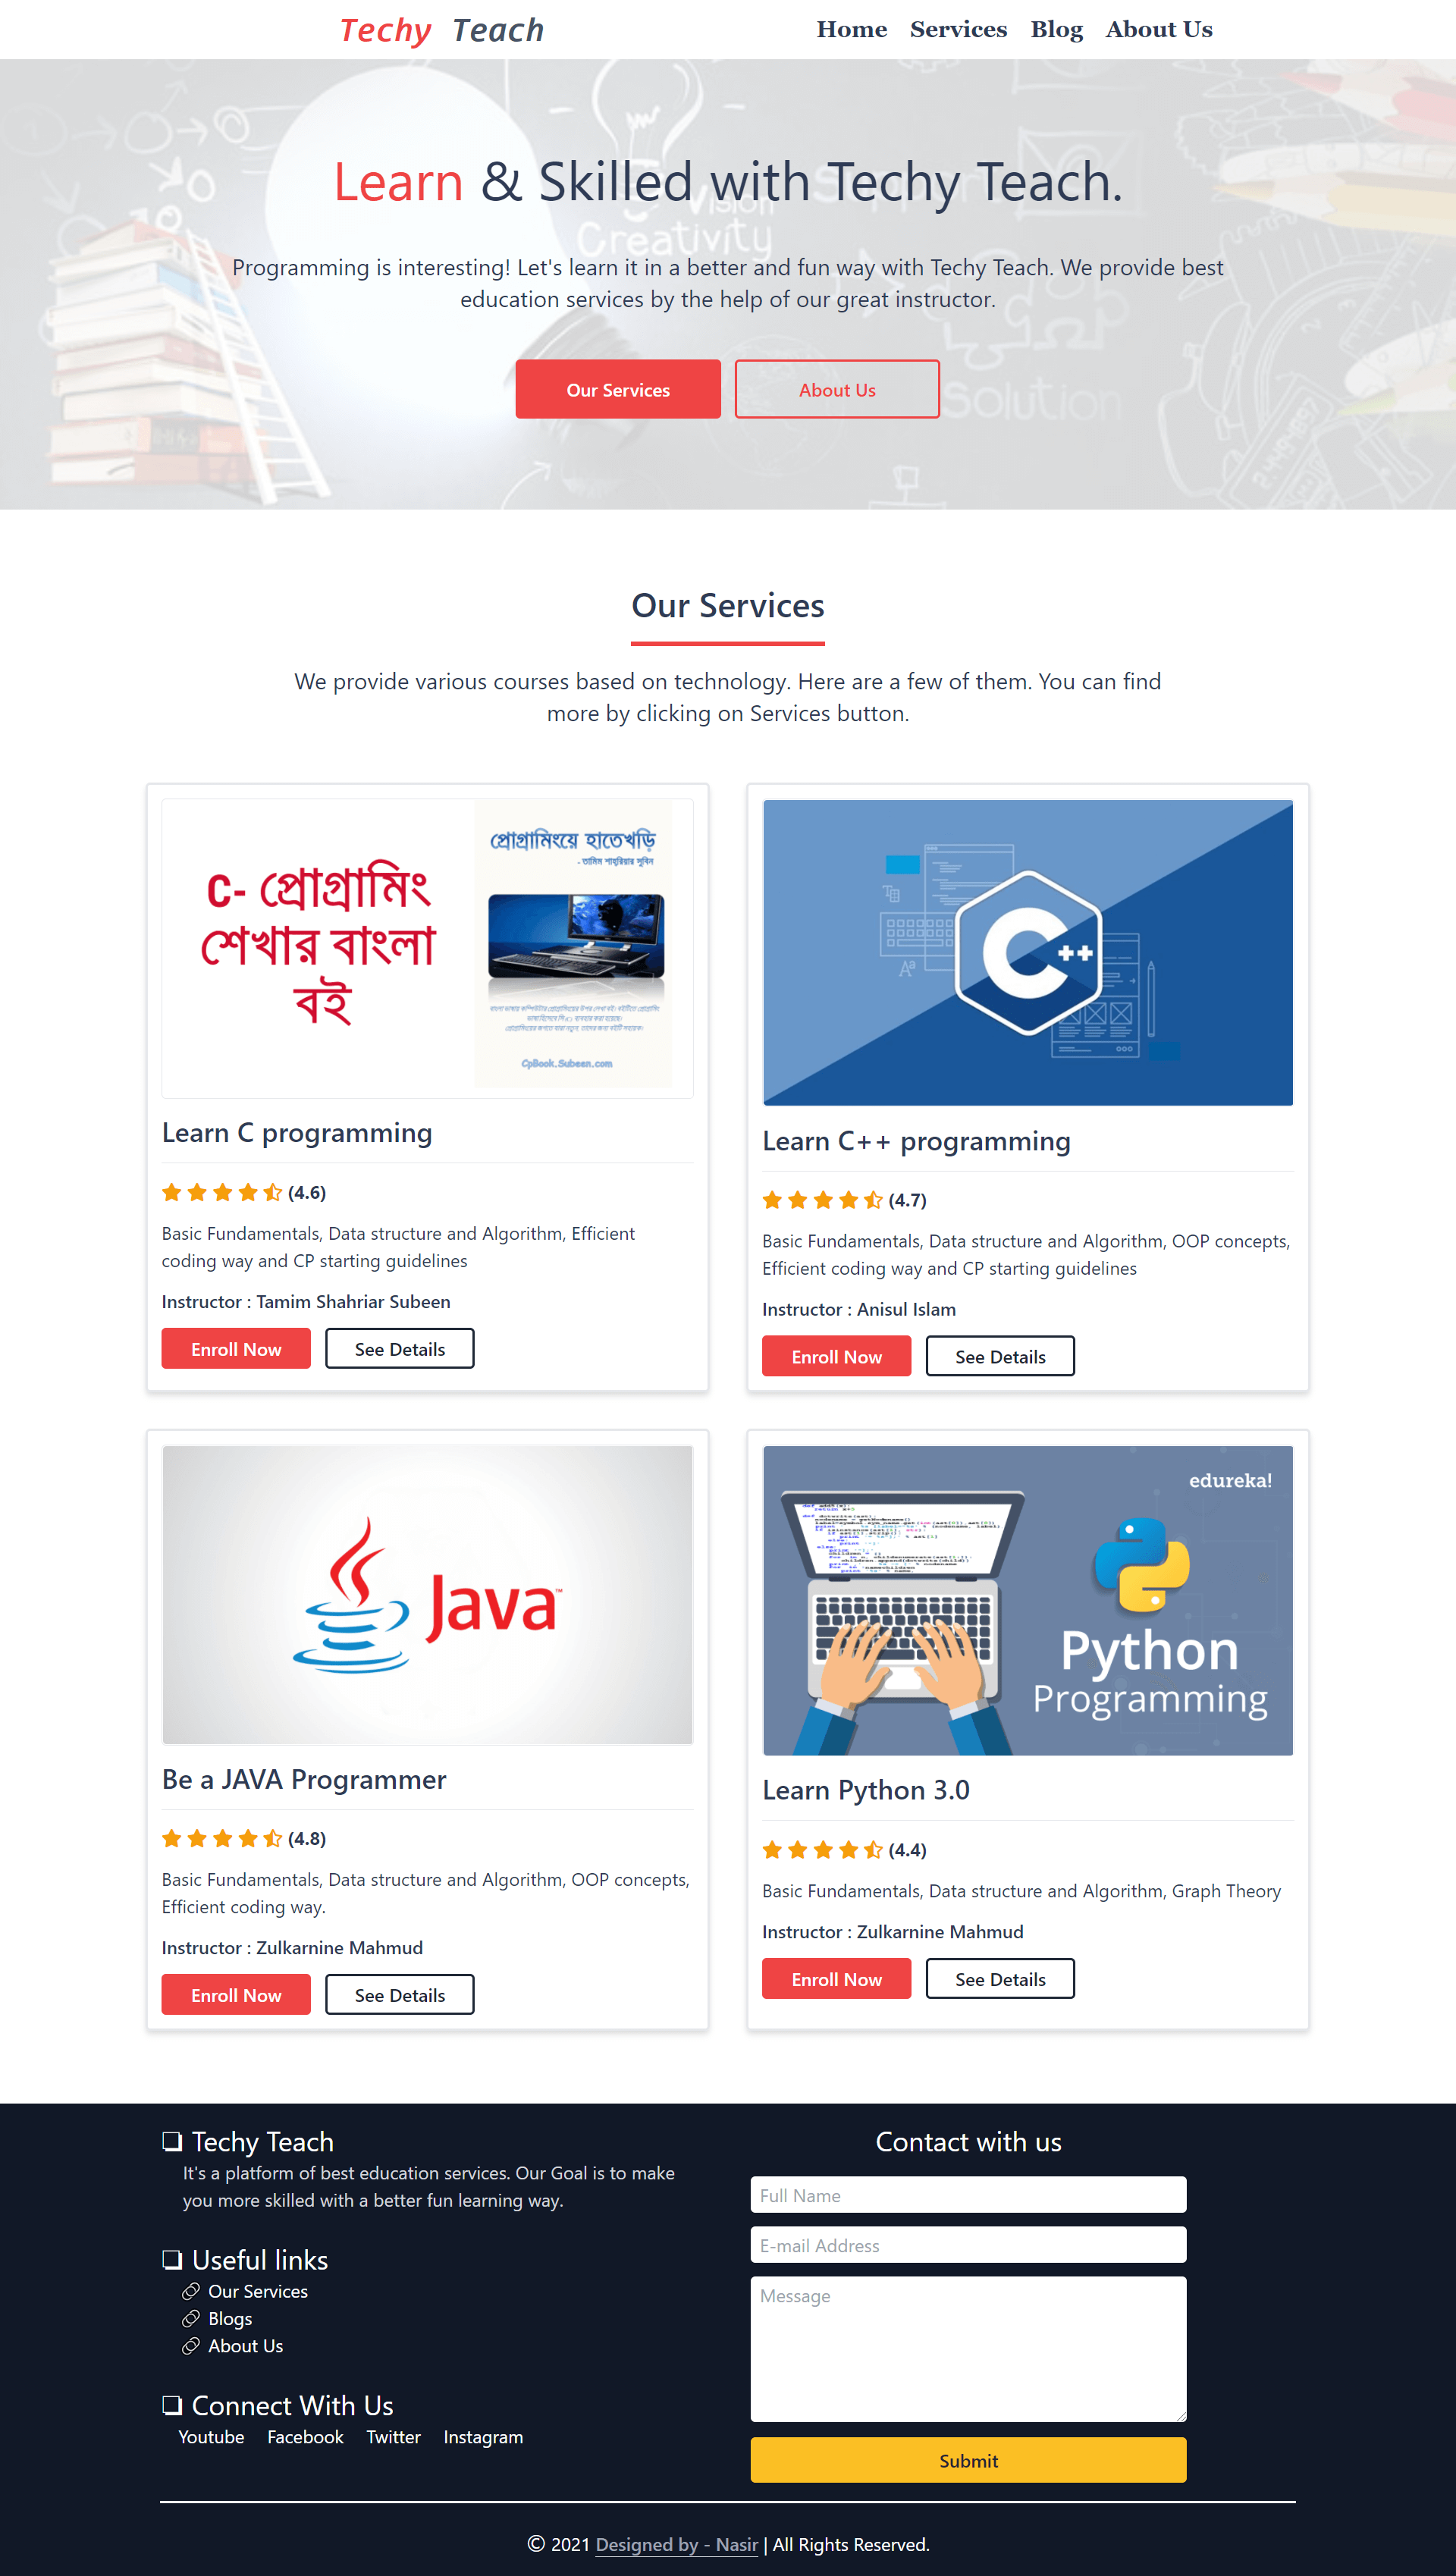 Techy Teach
Home Services Blog About Us
Learn & Skilled with Techy Teach.
Vision
Creativity
Solution
Programming is interesting! Let's learn it in a better and fun way with Techy Teach. We provide best
education services by the help of our great instructor.
Our Services
About Us
Our Services
We provide various courses based on technology. Here are a few of them. You can find
more by clicking on Services button.
c- প্রোগ্রামিং
শেখার বাংলা
বই
প্রোগ্রামিংয়ে হাতেখড়ি
- তামিম শাহ্‌রিয়ার সুবিন
CpBook.Subeen.com
Learn C programming
(4.6)
Basic Fundamentals, Data structure and Algorithm, Efficient
coding way and CP starting guidelines
Instructor : Tamim Shahriar Subeen
Enroll Now
See Details
C++
Learn C++ programming
(4.7)
Basic Fundamentals, Data structure and Algorithm, OOP concepts,
Efficient coding way and CP starting guidelines
Instructor : Anisul Islam
Enroll Now
See Details
Java™
Be a JAVA Programmer
(4.8)
Basic Fundamentals, Data structure and Algorithm, OOP concepts,
Efficient coding way.
Instructor : Zulkarnine Mahmud
Enroll Now
See Details
edureka!
Python
Programming
Learn Python 3.0
(4.4)
Basic Fundamentals, Data structure and Algorithm, Graph Theory
Instructor : Zulkarnine Mahmud
Enroll Now
See Details
❏ Techy Teach
It's a platform of best education services. Our Goal is to make
you more skilled with a better fun learning way.
❏ Useful links
Our Services
Blogs
About Us
❏ Connect With Us
Youtube Facebook Twitter Instagram
Contact with us
Full Name
E-mail Address
Message
Submit
© 2021 Designed by - Nasir | All Rights Reserved.